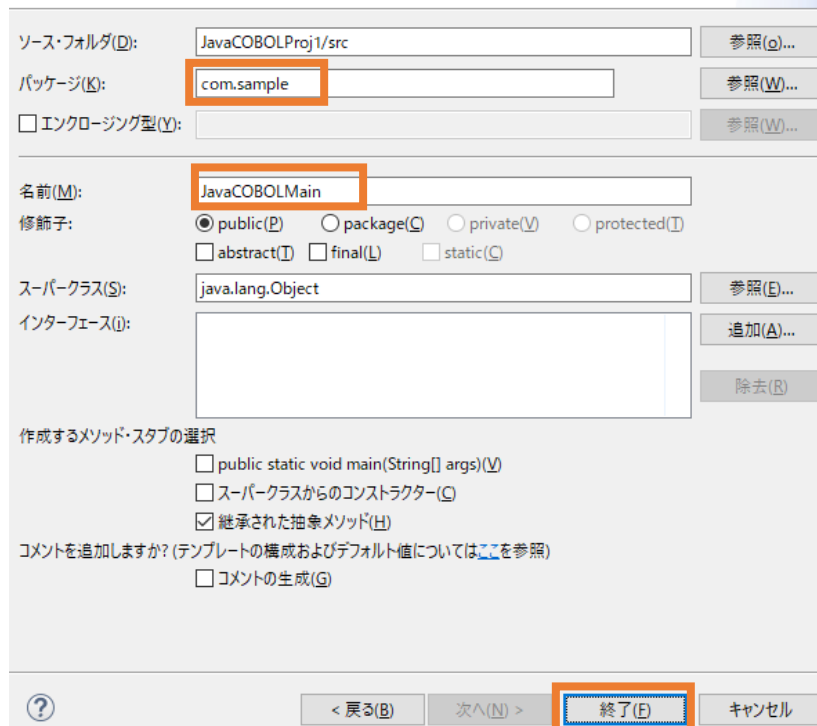 ソース・フォルダ(D): JavaCOBOLProj1/src 参照(o)...
パッケージ(K): com.sample 参照(W)...
エンクロージング型(Y): 参照(W)...
名前(M): JavaCOBOLMain
修飾子: public(P) package(C) private(V) protected(T)
abstract(T) final(L) static(C)
スーパークラス(S): java.lang.Object 参照(E)...
インターフェース(i): 追加(A)...
除去(R)
作成するメソッド・スタブの選択
public static void main(String[] args)(V)
スーパークラスからのコンストラクター(C)
継承された抽象メソッド(H)
コメントを追加しますか? (テンプレートの構成およびデフォルト値についてはここを参照)
コメントの生成(G)
? < 戻る(B) 次へ(N) > 終了(F) キャンセル